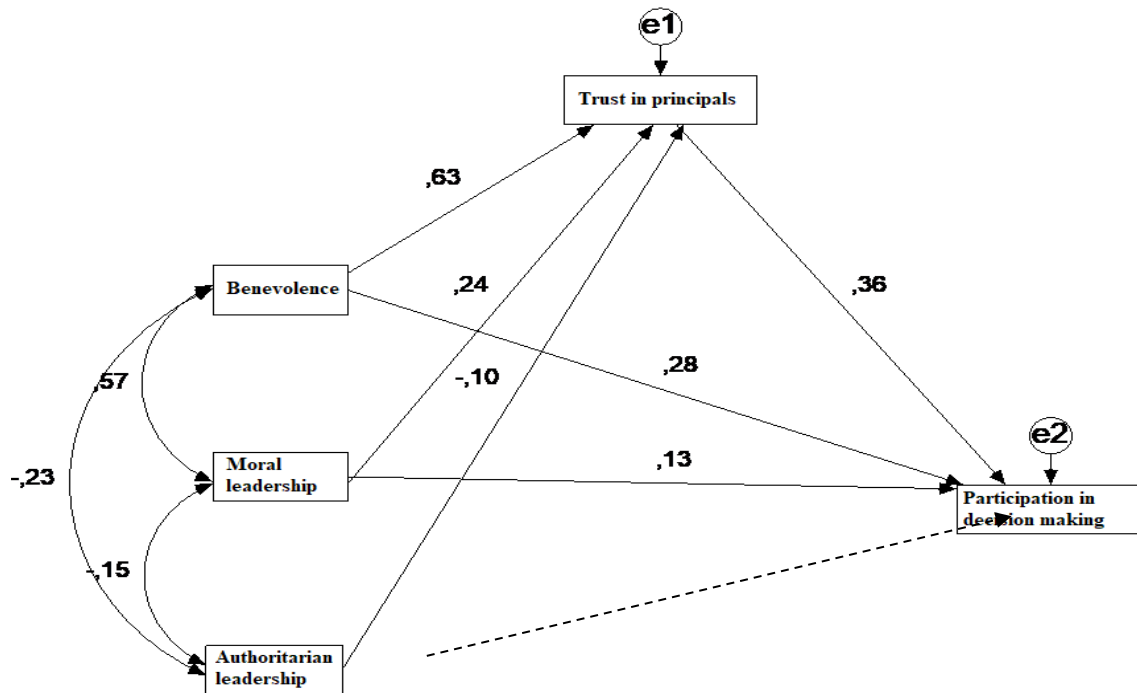 e1
Trust in principals
,63
Benevolence
,24
,36
,28
-,10
,57
e2
Moral
leadership
,13
-,23
Participation in
decision making
-,15
Authoritarian
leadership